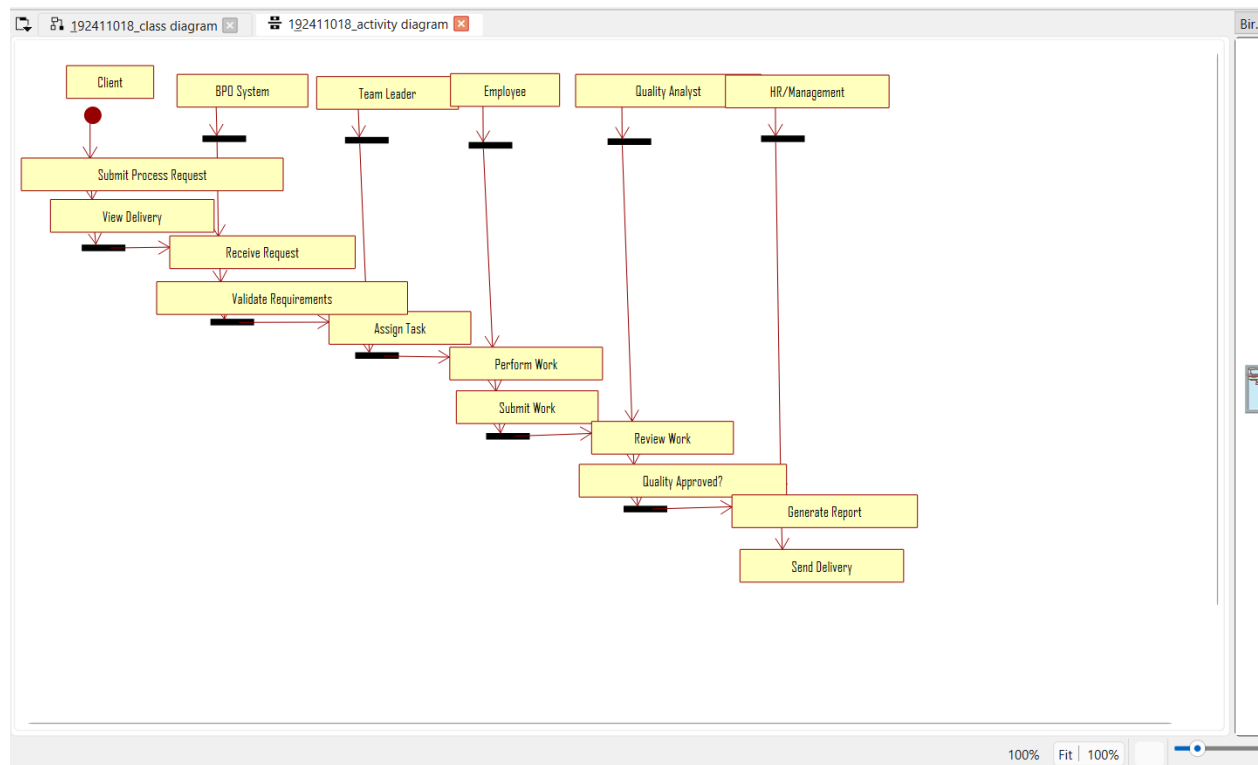 192411018_class diagram
192411018_activity diagram
Bir.
Client
BPO System
Team Leader
Employee
Quality Analyst
HR/Management
Submit Process Request
View Delivery
Receive Request
Validate Requirements
Assign Task
Perform Work
Submit Work
Review Work
Quality Approved?
Generate Report
Send Delivery
100%
Fit
100%